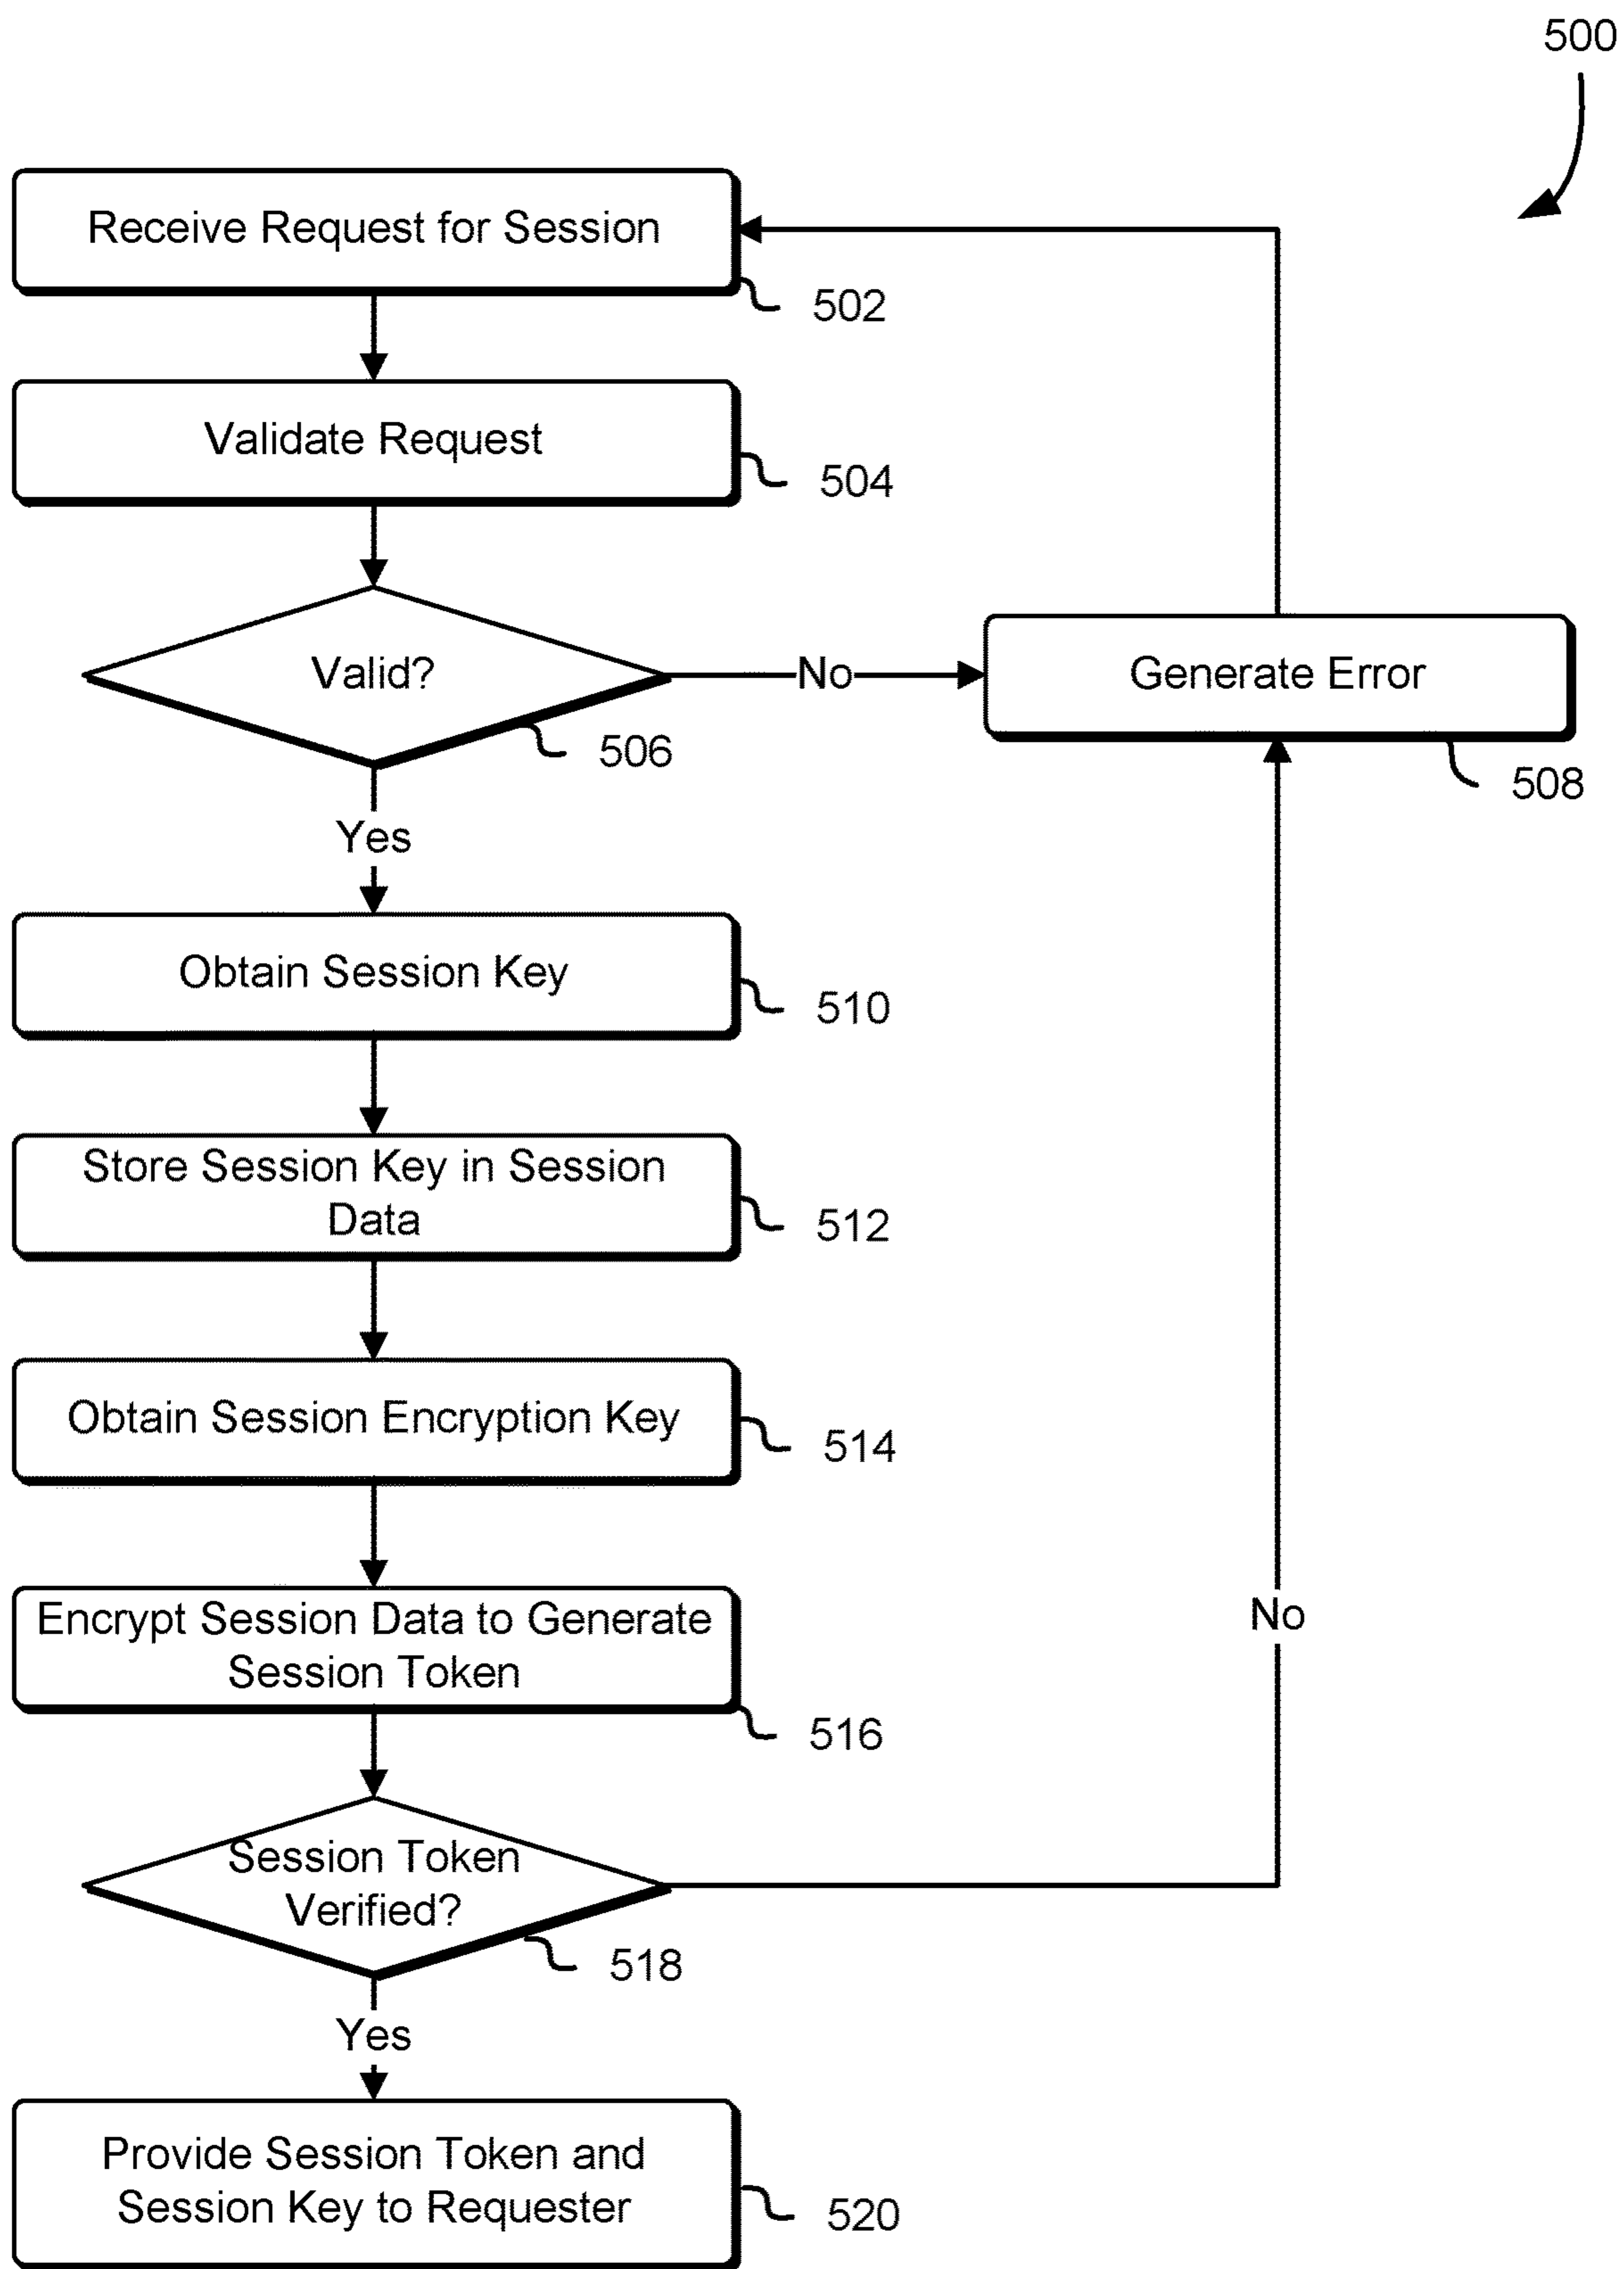 500
Receive Request for Session
502
Validate Request
504
Valid?
No
Generate Error
506
508
Yes
Obtain Session Key
510
Store Session Key in Session
Data
512
Obtain Session Encryption Key
514
Encrypt Session Data to Generate
Session Token
No
516
Session Token
Verified?
518
Yes
Provide Session Token and
Session Key to Requester
520